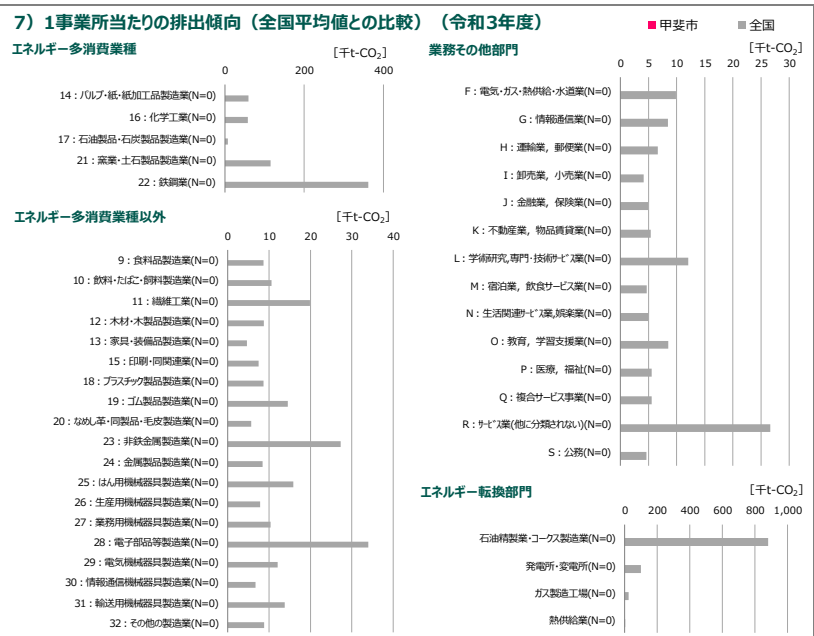 7）1事業所当たりの排出傾向（全国平均値との比較）（令和3年度）
■甲斐市 ■全国
エネルギー多消費業種
［千t-CO₂］
0 200 400
14：パルプ・紙・紙加工品製造業(N=0)
16：化学工業(N=0)
17：石油製品・石炭製品製造業(N=0)
21：窯業・土石製品製造業(N=0)
22：鉄鋼業(N=0)
エネルギー多消費業種以外
［千t-CO₂］
0 10 20 30 40
9：食料品製造業(N=0)
10：飲料・たばこ・飼料製造業(N=0)
11：繊維工業(N=0)
12：木材・木製品製造業(N=0)
13：家具・装備品製造業(N=0)
15：印刷・同関連業(N=0)
18：プラスチック製品製造業(N=0)
19：ゴム製品製造業(N=0)
20：なめし革・同製品・毛皮製造業(N=0)
23：非鉄金属製造業(N=0)
24：金属製品製造業(N=0)
25：はん用機械器具製造業(N=0)
26：生産用機械器具製造業(N=0)
27：業務用機械器具製造業(N=0)
28：電子部品等製造業(N=0)
29：電気機械器具製造業(N=0)
30：情報通信機械器具製造業(N=0)
31：輸送用機械器具製造業(N=0)
32：その他の製造業(N=0)
業務その他部門
［千t-CO₂］
0 5 10 15 20 25 30
F：電気・ガス・熱供給・水道業(N=0)
G：情報通信業(N=0)
H：運輸業，郵便業(N=0)
I：卸売業，小売業(N=0)
J：金融業，保険業(N=0)
K：不動産業，物品賃貸業(N=0)
L：学術研究,専門・技術ｻｰﾋﾞｽ業(N=0)
M：宿泊業，飲食サービス業(N=0)
N：生活関連ｻｰﾋﾞｽ業,娯楽業(N=0)
O：教育，学習支援業(N=0)
P：医療，福祉(N=0)
Q：複合サービス事業(N=0)
R：ｻｰﾋﾞｽ業(他に分類されない)(N=0)
S：公務(N=0)
エネルギー転換部門
［千t-CO₂］
0 200 400 600 800 1,000
石油精製業・コークス製造業(N=0)
発電所・変電所(N=0)
ガス製造工場(N=0)
熱供給業(N=0)